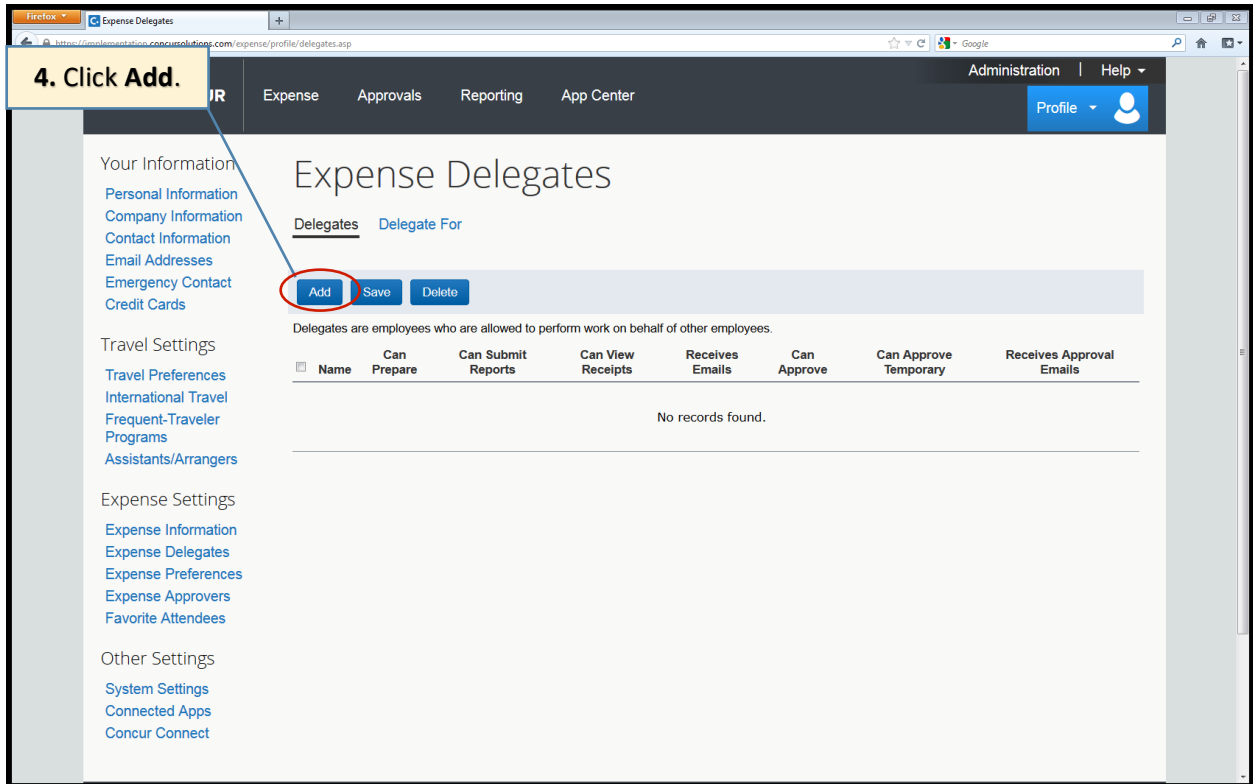 Firefox
Expense Delegates
https://implementation.concursolutions.com/expense/profile/delegates.asp
Google
4. Click Add.
Administration | Help
UR
Expense Approvals Reporting App Center
Profile
Your Information
Personal Information
Company Information
Contact Information
Email Addresses
Emergency Contact
Credit Cards
Travel Settings
Travel Preferences
International Travel
Frequent-Traveler
Programs
Assistants/Arrangers
Expense Settings
Expense Information
Expense Delegates
Expense Preferences
Expense Approvers
Favorite Attendees
Other Settings
System Settings
Connected Apps
Concur Connect
Expense Delegates
Delegates Delegate For
Add Save Delete
Delegates are employees who are allowed to perform work on behalf of other employees.
Name Can Prepare Can Submit Reports Can View Receipts Receives Emails Can Approve Can Approve Temporary Receives Approval Emails
No records found.